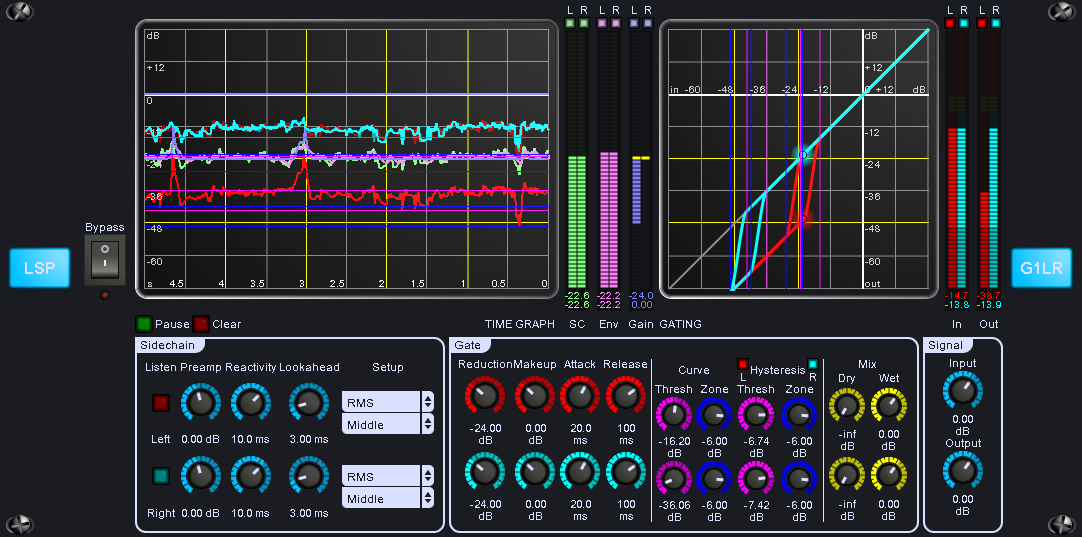 L R L R L R L R L R
dB
+12
0
-24
-36
-48
-60
s 4.5 4 3.5 3 2.5 2 1.5 1 0.5 0
dB
+12
in -60 -48 -36 -24 -12 0 +12 dB
-12
-24
-36
-48
-60
out
Bypass
LSP
G1LR
-22.6 -22.2 -24.0 -14.7 -36.7
-22.6 -22.2 0.00 -13.8 -13.9
Pause Clear TIME GRAPH SC Env Gain GATING In Out
Sidechain
Listen Preamp Reactivity Lookahead Setup
RMS
Middle
Left 0.00 dB 10.0 ms 3.00 ms
RMS
Middle
Right 0.00 dB 10.0 ms 3.00 ms
Gate
Reduction Makeup Attack Release
-24.00 dB 0.00 dB 20.0 ms 100 ms
-24.00 dB 0.00 dB 20.0 ms 100 ms
Curve L Hysteresis R
Thresh Zone Thresh Zone
-16.20 dB -6.00 dB -6.74 dB -6.00 dB
-36.06 dB -6.00 dB -7.42 dB -6.00 dB
Mix
Dry Wet
-inf dB 0.00 dB
-inf dB 0.00 dB
Signal
Input
0.00 dB
Output
0.00 dB